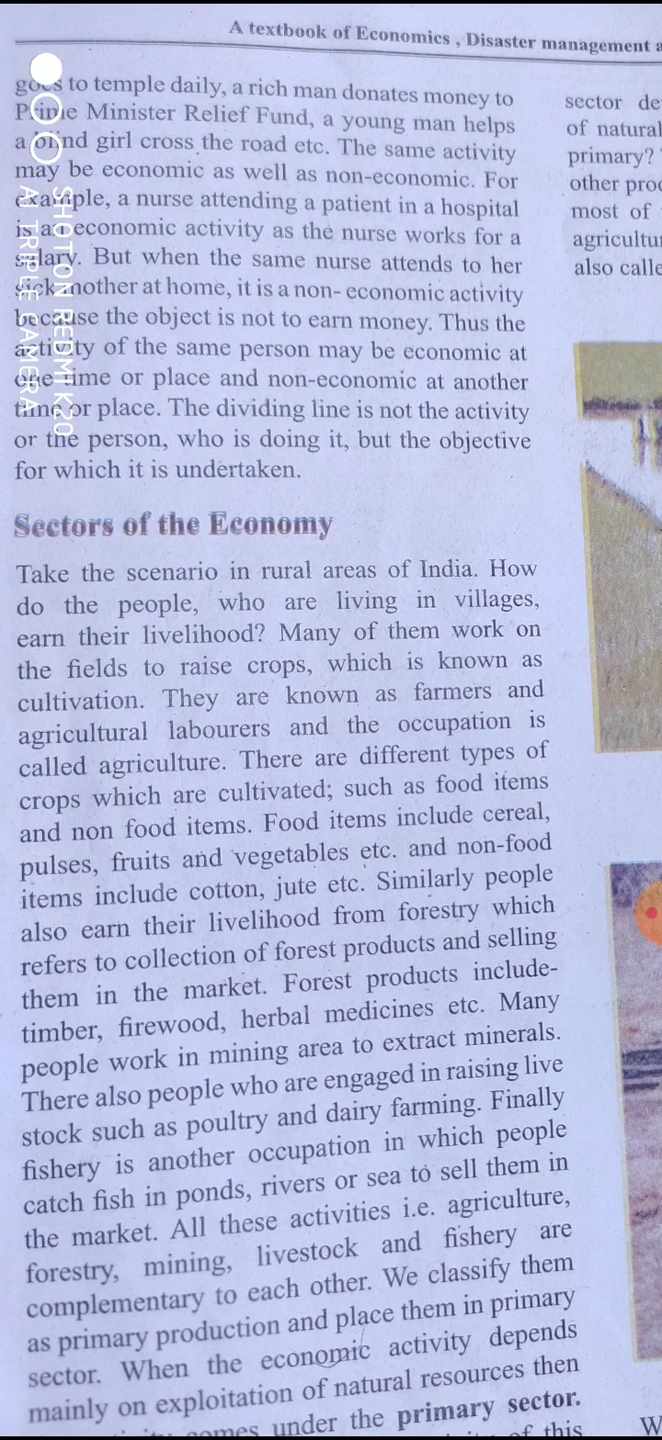 A textbook of Economics , Disaster management a
goes to temple daily, a rich man donates money to
Prime Minister Relief Fund, a young man helps
a blind girl cross the road etc. The same activity
may be economic as well as non-economic. For
example, a nurse attending a patient in a hospital
is an economic activity as the nurse works for a
salary. But when the same nurse attends to her
sick mother at home, it is a non- economic activity
because the object is not to earn money. Thus the
activity of the same person may be economic at
one time or place and non-economic at another
time or place. The dividing line is not the activity
or the person, who is doing it, but the objective
for which it is undertaken.
Sectors of the Economy
Take the scenario in rural areas of India. How
do the people, who are living in villages,
earn their livelihood? Many of them work on
the fields to raise crops, which is known as
cultivation. They are known as farmers and
agricultural labourers and the occupation is
called agriculture. There are different types of
crops which are cultivated; such as food items
and non food items. Food items include cereal,
pulses, fruits and vegetables etc. and non-food
items include cotton, jute etc. Similarly people
also earn their livelihood from forestry which
refers to collection of forest products and selling
them in the market. Forest products include-
timber, firewood, herbal medicines etc. Many
people work in mining area to extract minerals.
There also people who are engaged in raising live
stock such as poultry and dairy farming. Finally
fishery is another occupation in which people
catch fish in ponds, rivers or sea to sell them in
the market. All these activities i.e. agriculture,
forestry, mining, livestock and fishery are
complementary to each other. We classify them
as primary production and place them in primary
sector. When the economic activity depends
mainly on exploitation of natural resources then
comes under the primary sector.
of this
sector de
of natural
primary?
other prod
most of
agricultur
also calle
W
SHOT ON REDMI K20
AI TRIPLE CAMERA